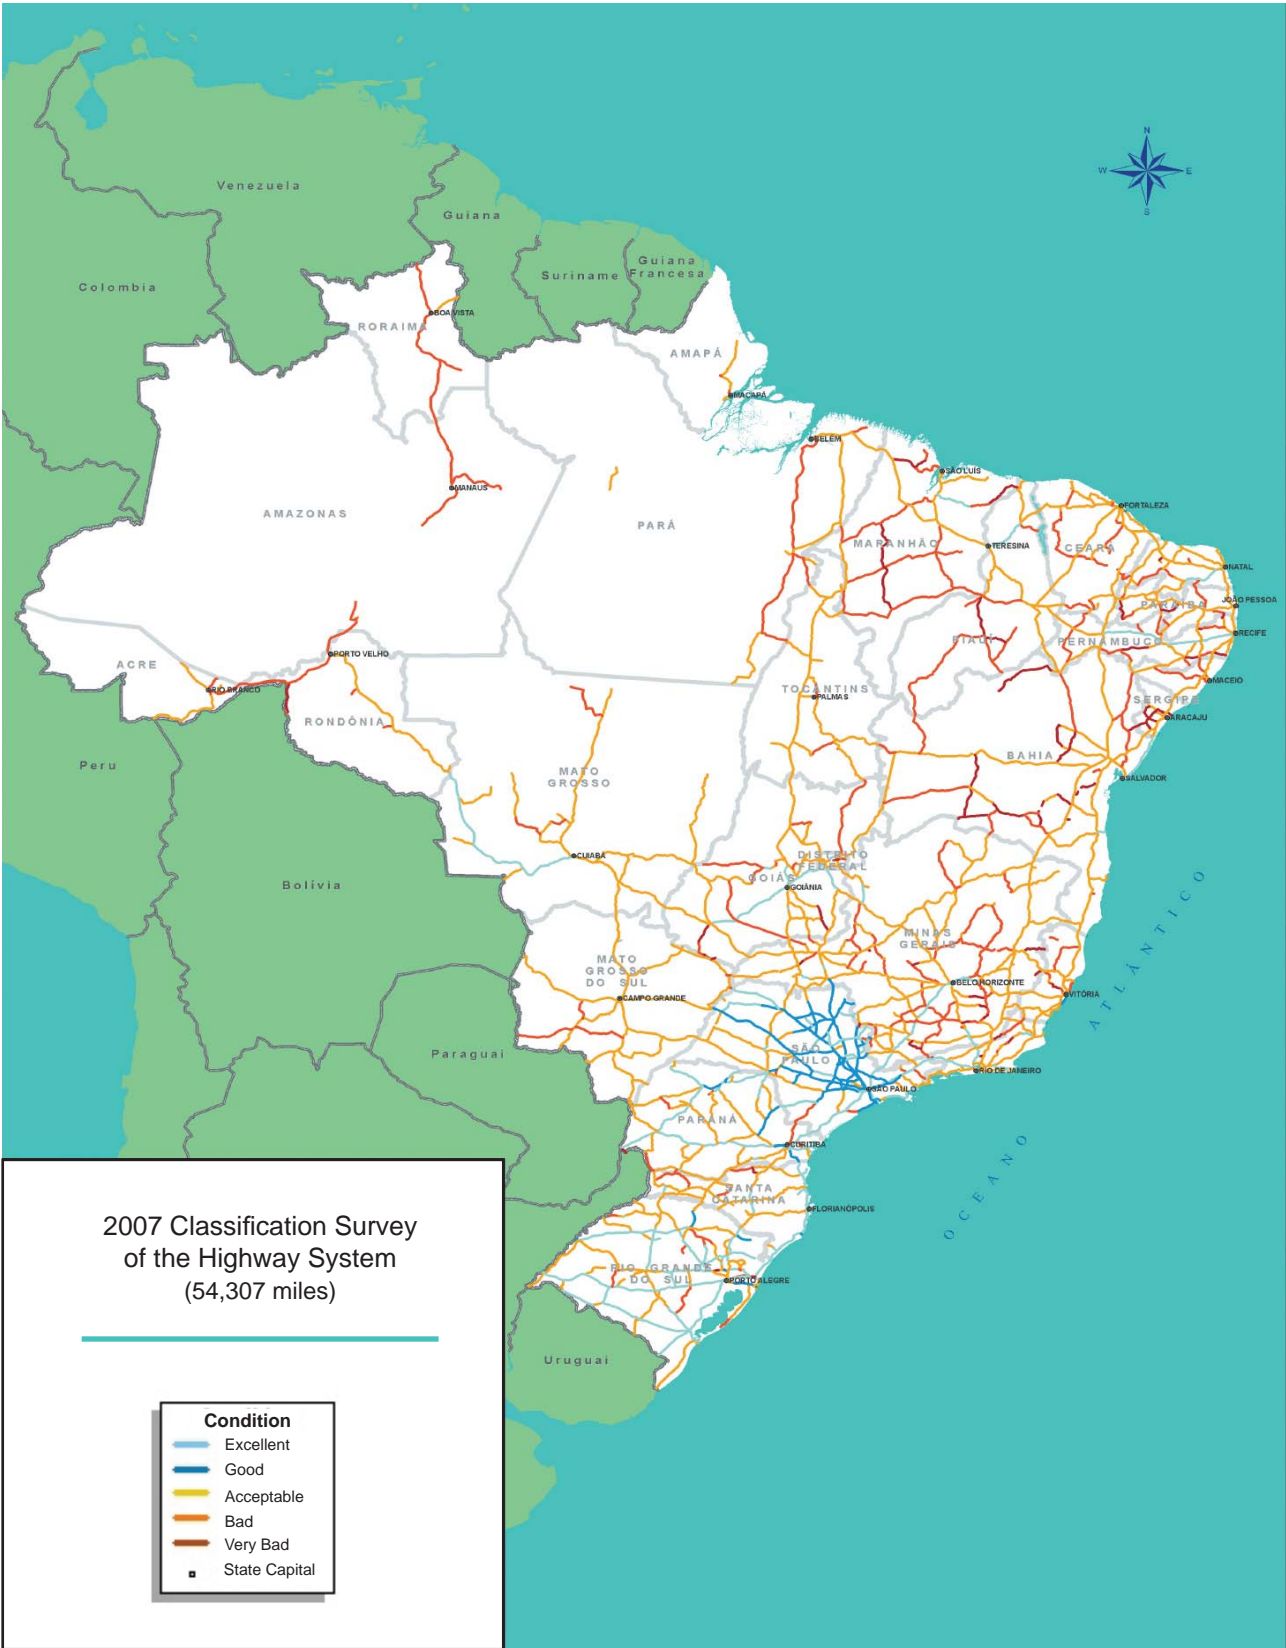 N
W
E
S
Venezuela
Guiana
Suriname
Guiana
Francesa
Colombia
BOA VISTA
RORAIMA
AMAPÁ
MACAPÁ
BELÉM
SÃO LUÍS
MANAUS
AMAZONAS
PARÁ
FORTALEZA
MARANHÃO
TERESINA
CEARÁ
NATAL
JOÃO PESSOA
PARAÍBA
RECIFE
PIAUÍ
PERNAMBUCO
PORTO VELHO
ACRE
RIO BRANCO
MACEIÓ
TOCANTINS
PALMAS
SERGIPE
ARACAJU
RONDÔNIA
BAHIA
Peru
MATO
GROSSO
SALVADOR
CUIABÁ
DISTRITO
FEDERAL
GOIÁS
GOIÂNIA
Bolívia
MINAS
GERAIS
MATO
GROSSO
DO SUL
BELO HORIZONTE
CAMPO GRANDE
VITÓRIA
OCEANO ATLÂNTICO
Paraguai
SÃO
PAULO
RIO DE JANEIRO
SÃO PAULO
PARANÁ
CURITIBA
SANTA
CATARINA
FLORIANÓPOLIS
RIO GRANDE
DO SUL
PORTO ALEGRE
Uruguai
2007 Classification Survey
of the Highway System
(54,307 miles)
Condition
Excellent
Good
Acceptable
Bad
Very Bad
State Capital